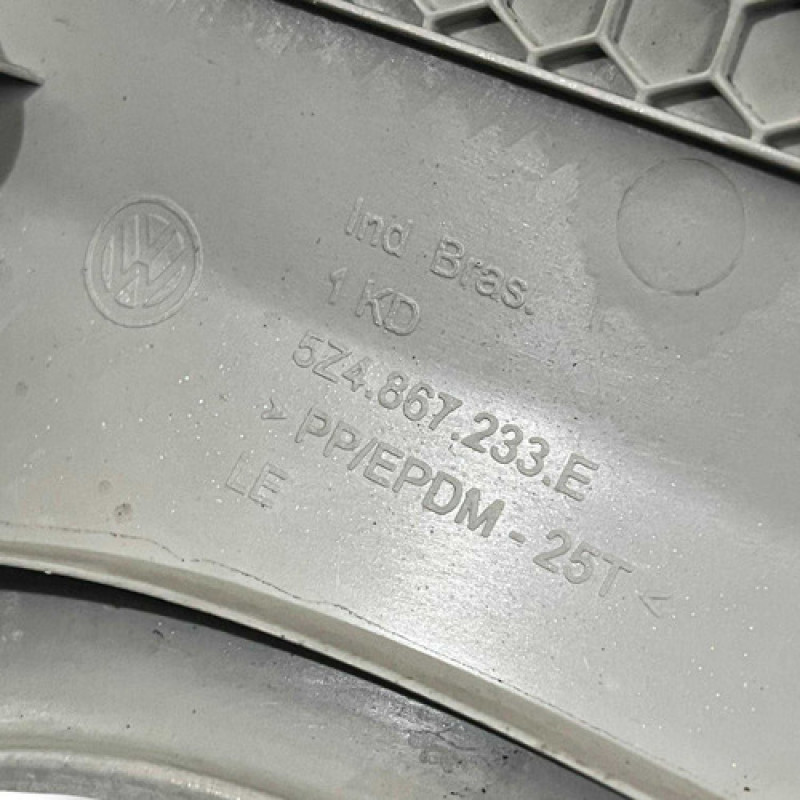 Ind Bras.
1 KD
5Z4.867.233.E
> PP/EPDM - 25T <
LE